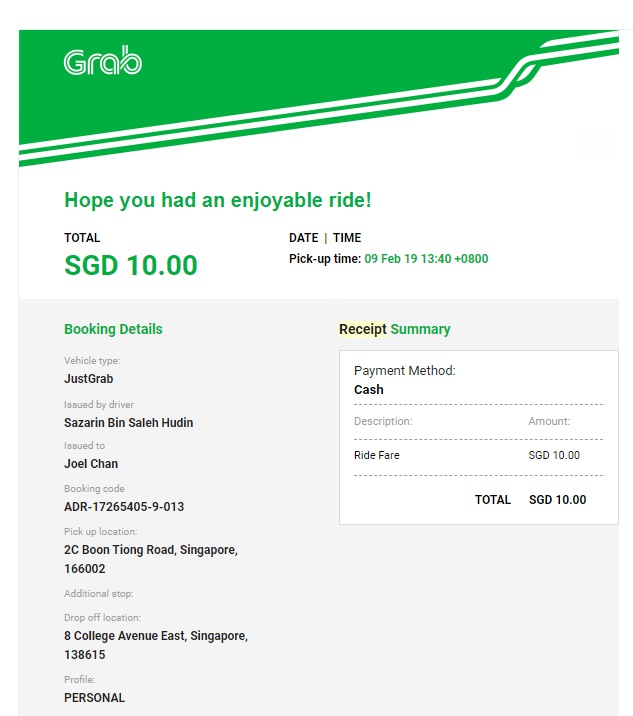 Grab
Hope you had an enjoyable ride!
TOTAL
SGD 10.00
DATE | TIME
Pick-up time: 09 Feb 19 13:40 +0800
Booking Details
Vehicle type:
JustGrab
Issued by driver
Sazarin Bin Saleh Hudin
Issued to
Joel Chan
Booking code
ADR-17265405-9-013
Pick up location:
2C Boon Tiong Road, Singapore,
166002
Additional stop:
Drop off location:
8 College Avenue East, Singapore,
138615
Profile:
PERSONAL
Receipt Summary
Payment Method:
Cash
Description: Amount:
Ride Fare SGD 10.00
TOTAL SGD 10.00